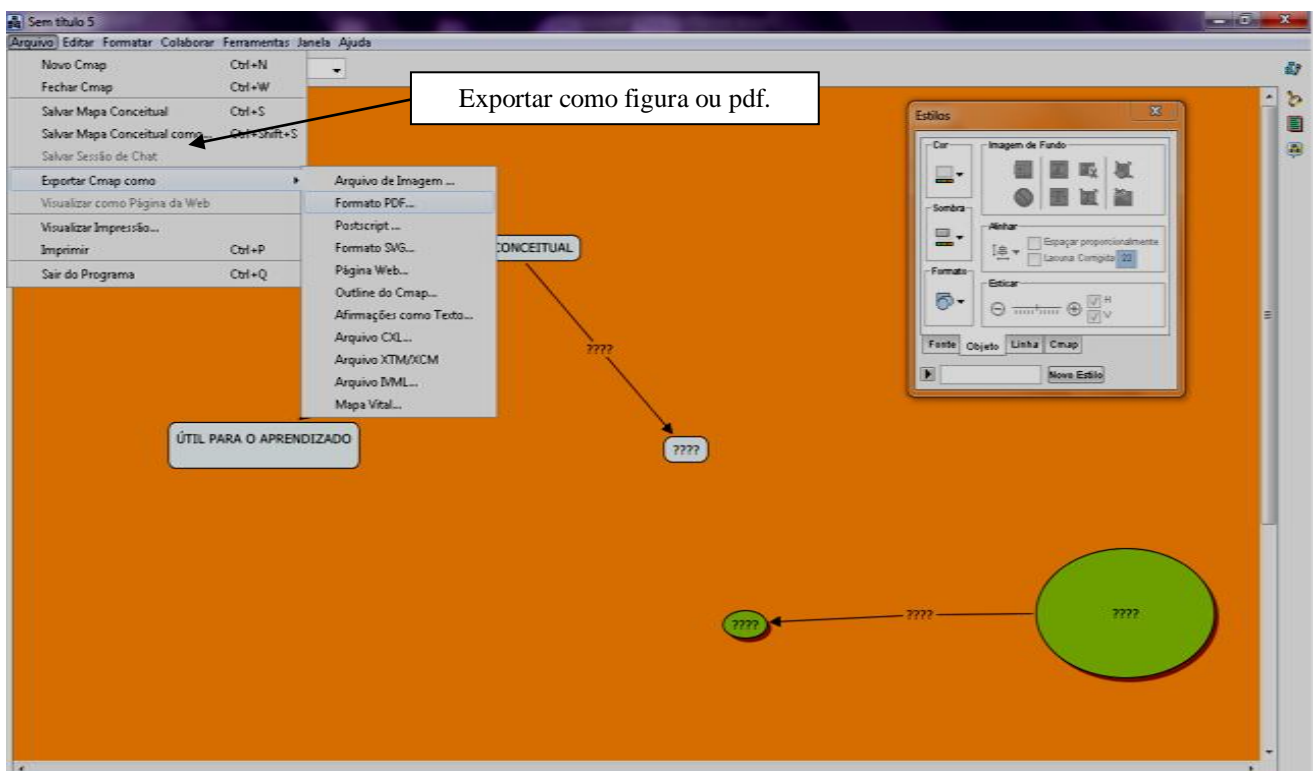 Sem título 5
Arquivo Editar Formatar Colaborar Ferramentas Janela Ajuda
Novo Cmap Ctrl+N
Fechar Cmap Ctrl+W
Salvar Mapa Conceitual Ctrl+S
Salvar Mapa Conceitual como... Ctrl+Shift+S
Salvar Sessão de Chat
Exportar Cmap como
Visualizar como Página da Web
Visualizar Impressão...
Imprimir Ctrl+P
Sair do Programa Ctrl+Q
Arquivo de Imagem ...
Formato PDF...
Postscript ...
Formato SVG...
Página Web...
Outline do Cmap...
Afirmações como Texto...
Arquivo CXL...
Arquivo XTM/XCM
Arquivo IVML...
Mapa Vital...
Exportar como figura ou pdf.
CONCEITUAL
????
ÚTIL PARA O APRENDIZADO
????
????
????
????
Estilos
Cor
Imagem de Fundo
Sombra
Alinhar
Espaçar proporcionalmente
Lacuna Corrigida 20
Formato
Esticar
H
V
Fonte Objeto Linha Cmap
Novo Estilo